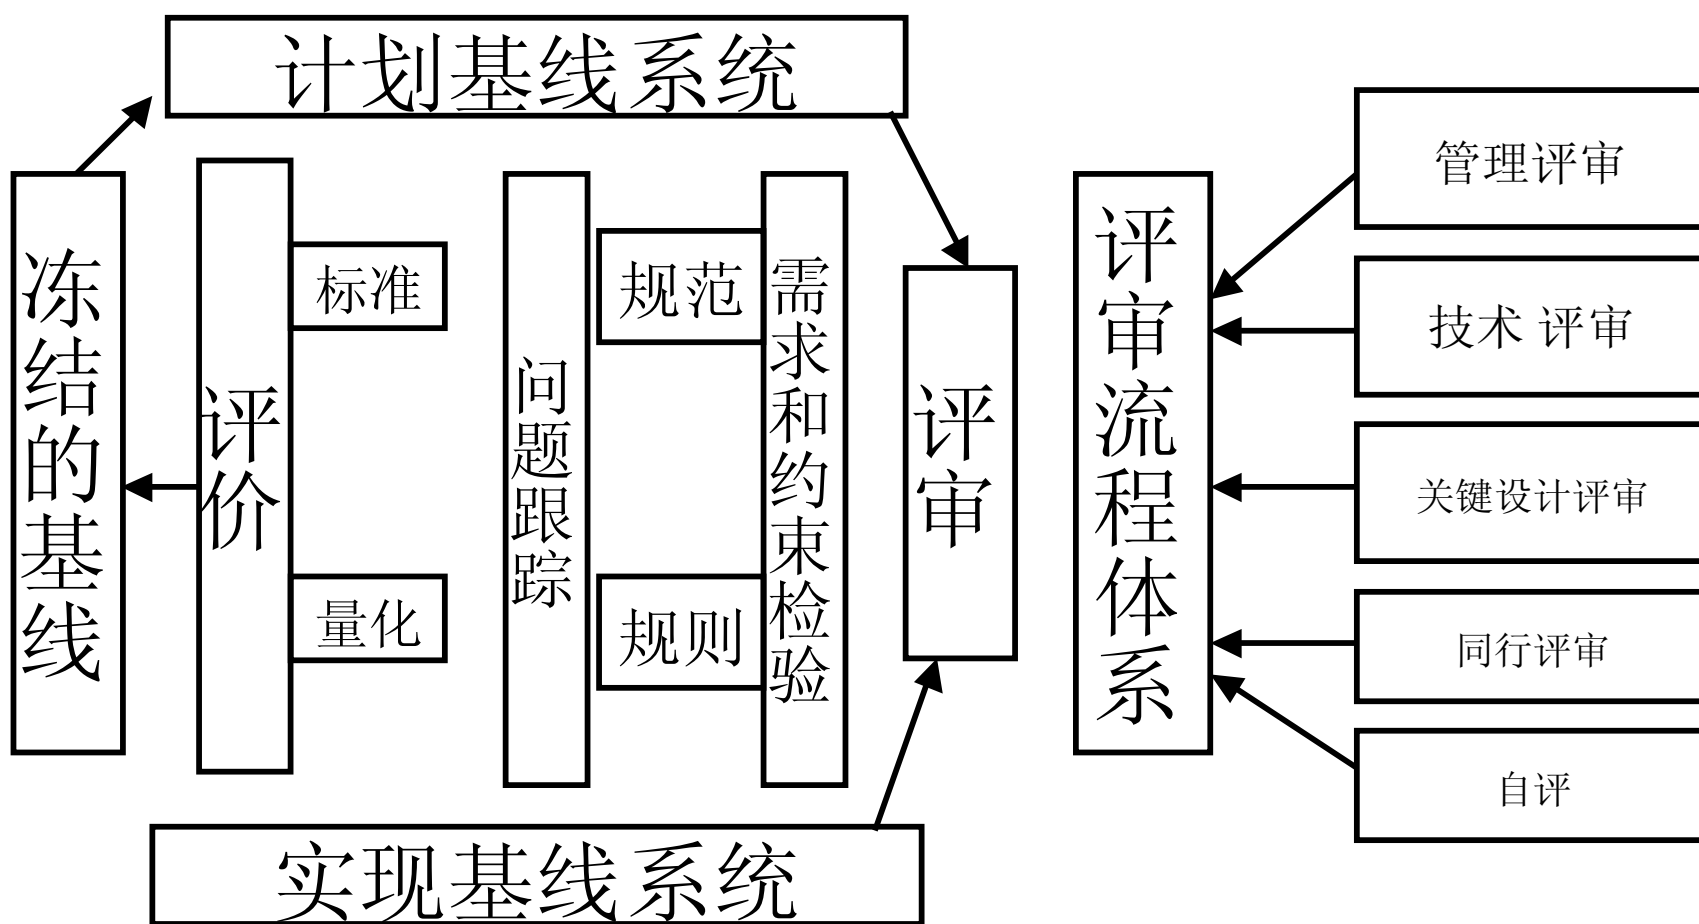 计划基线系统
冻结的基线
评价
标准
量化
问题跟踪
规范
规则
需求和约束检验
评审
实现基线系统
评审流程体系
管理评审
技术 评审
关键设计评审
同行评审
自评